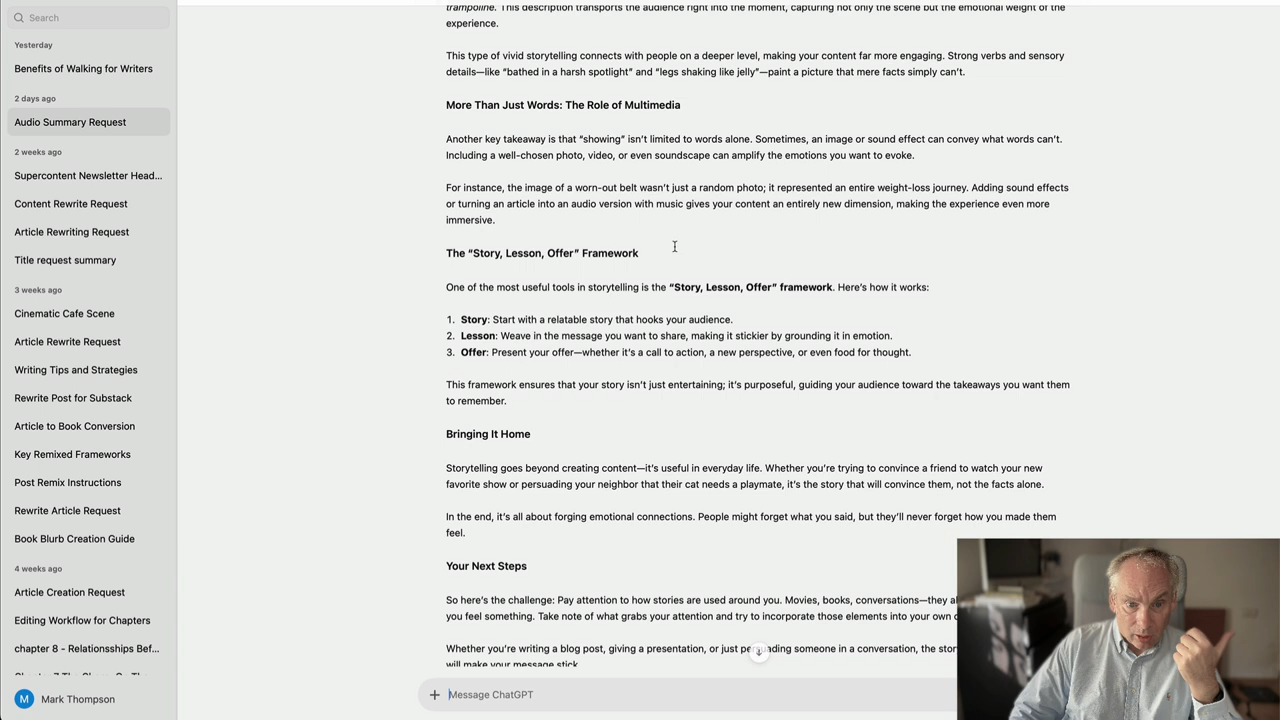 Search
Yesterday
Benefits of Walking for Writers
2 days ago
Audio Summary Request
2 weeks ago
Supercontent Newsletter Head...
Content Rewrite Request
Article Rewriting Request
Title request summary
3 weeks ago
Cinematic Cafe Scene
Article Rewrite Request
Writing Tips and Strategies
Rewrite Post for Substack
Article to Book Conversion
Key Remixed Frameworks
Post Remix Instructions
Rewrite Article Request
Book Blurb Creation Guide
4 weeks ago
Article Creation Request
Editing Workflow for Chapters
chapter 8 - Relationsships Bef...
M Mark Thompson
trampoline. This description transports the audience right into the moment, capturing not only the scene but the emotional weight of the
experience.
This type of vivid storytelling connects with people on a deeper level, making your content far more engaging. Strong verbs and sensory
details—like “bathed in a harsh spotlight” and “legs shaking like jelly”—paint a picture that mere facts simply can’t.
More Than Just Words: The Role of Multimedia
Another key takeaway is that “showing” isn’t limited to words alone. Sometimes, an image or sound effect can convey what words can’t.
Including a well-chosen photo, video, or even soundscape can amplify the emotions you want to evoke.
For instance, the image of a worn-out belt wasn’t just a random photo; it represented an entire weight-loss journey. Adding sound effects
or turning an article into an audio version with music gives your content an entirely new dimension, making the experience even more
immersive.
The “Story, Lesson, Offer” Framework
One of the most useful tools in storytelling is the “Story, Lesson, Offer” framework. Here’s how it works:
1. Story: Start with a relatable story that hooks your audience.
2. Lesson: Weave in the message you want to share, making it stickier by grounding it in emotion.
3. Offer: Present your offer—whether it’s a call to action, a new perspective, or even food for thought.
This framework ensures that your story isn’t just entertaining; it’s purposeful, guiding your audience toward the takeaways you want them
to remember.
Bringing It Home
Storytelling goes beyond creating content—it’s useful in everyday life. Whether you’re trying to convince a friend to watch your new
favorite show or persuading your neighbor that their cat needs a playmate, it’s the story that will convince them, not the facts alone.
In the end, it’s all about forging emotional connections. People might forget what you said, but they’ll never forget how you made them
feel.
Your Next Steps
So here’s the challenge: Pay attention to how stories are used around you. Movies, books, conversations—they
you feel something. Take note of what grabs your attention and try to incorporate those elements into your own
Whether you’re writing a blog post, giving a presentation, or just persuading someone in a conversation, the
will make your message stick
Message ChatGPT